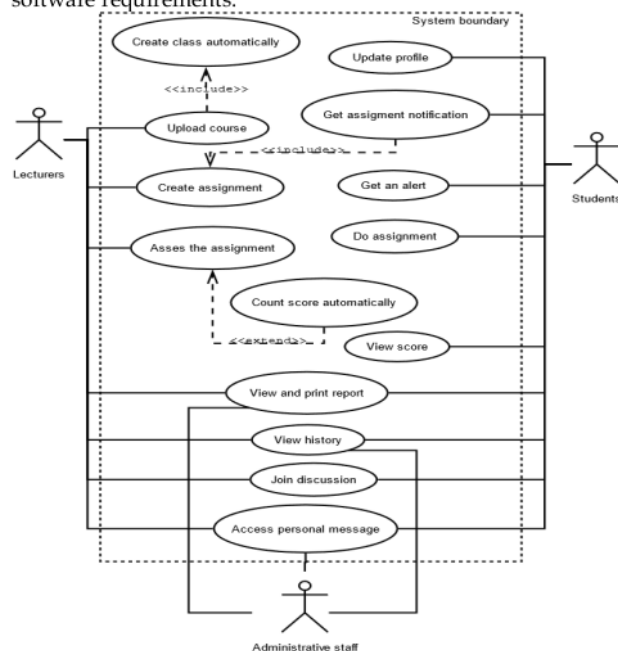 software requirements.
System boundary
Create class automatically
Update profile
<<include>>
Get assigment notification
Upload course
<<include>>
Lecturers
Create assignment
Get an alert
Students
Do assignment
Asses the assignment
Count score automatically
<<extend>>
View score
View and print report
View history
Join discussion
Access personal message
Administrative staff